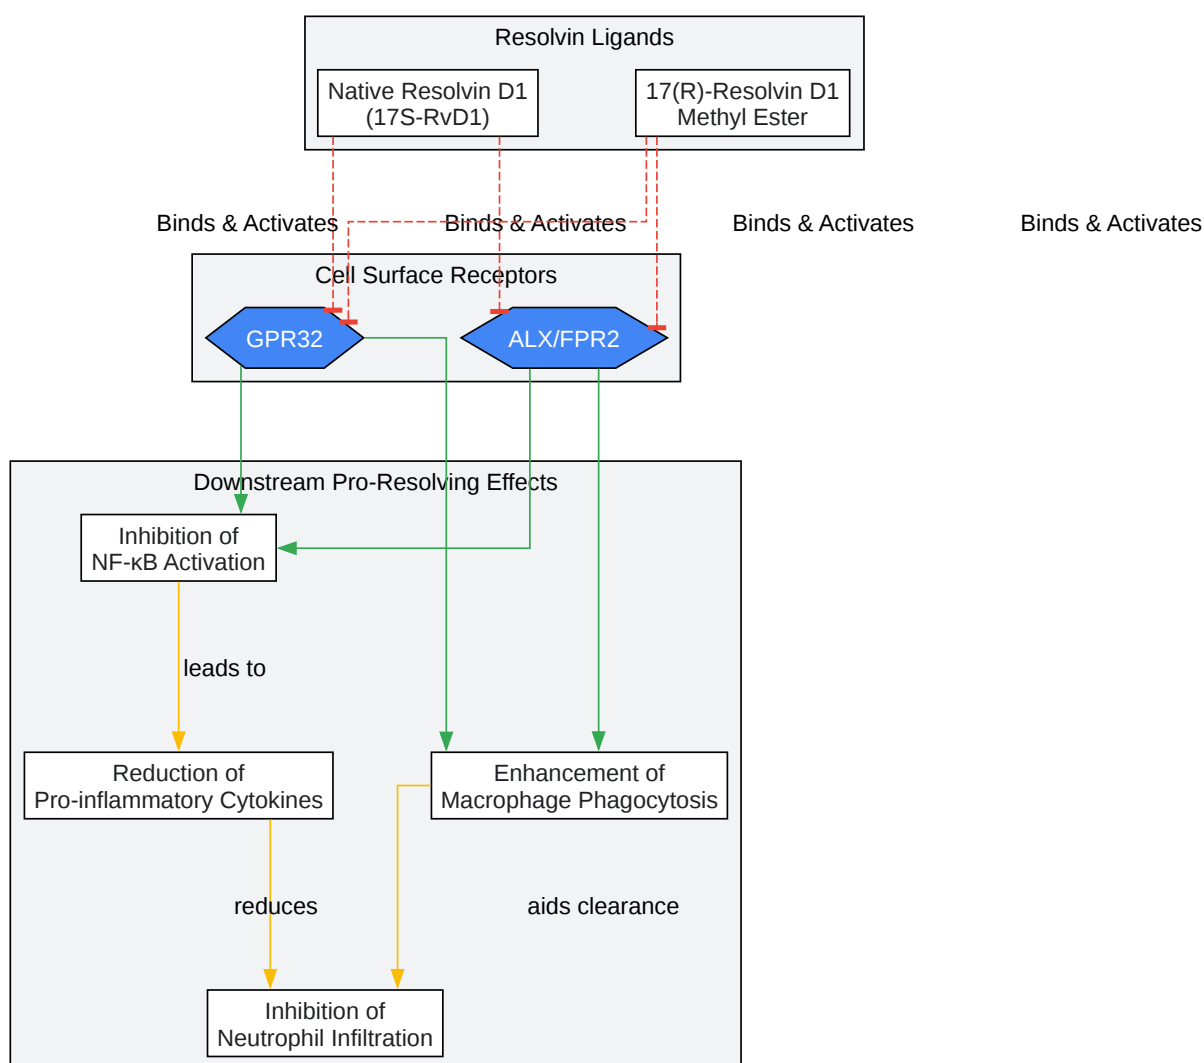 Resolvin Ligands
Native Resolvin D1
(17S-RvD1)
17(R)-Resolvin D1
Methyl Ester
Binds & Activates
Binds & Activates
Binds & Activates
Binds & Activates
Cell Surface Receptors
GPR32
ALX/FPR2
Downstream Pro-Resolving Effects
Inhibition of
NF-κB Activation
leads to
Reduction of
Pro-inflammatory Cytokines
Enhancement of
Macrophage Phagocytosis
reduces
aids clearance
Inhibition of
Neutrophil Infiltration